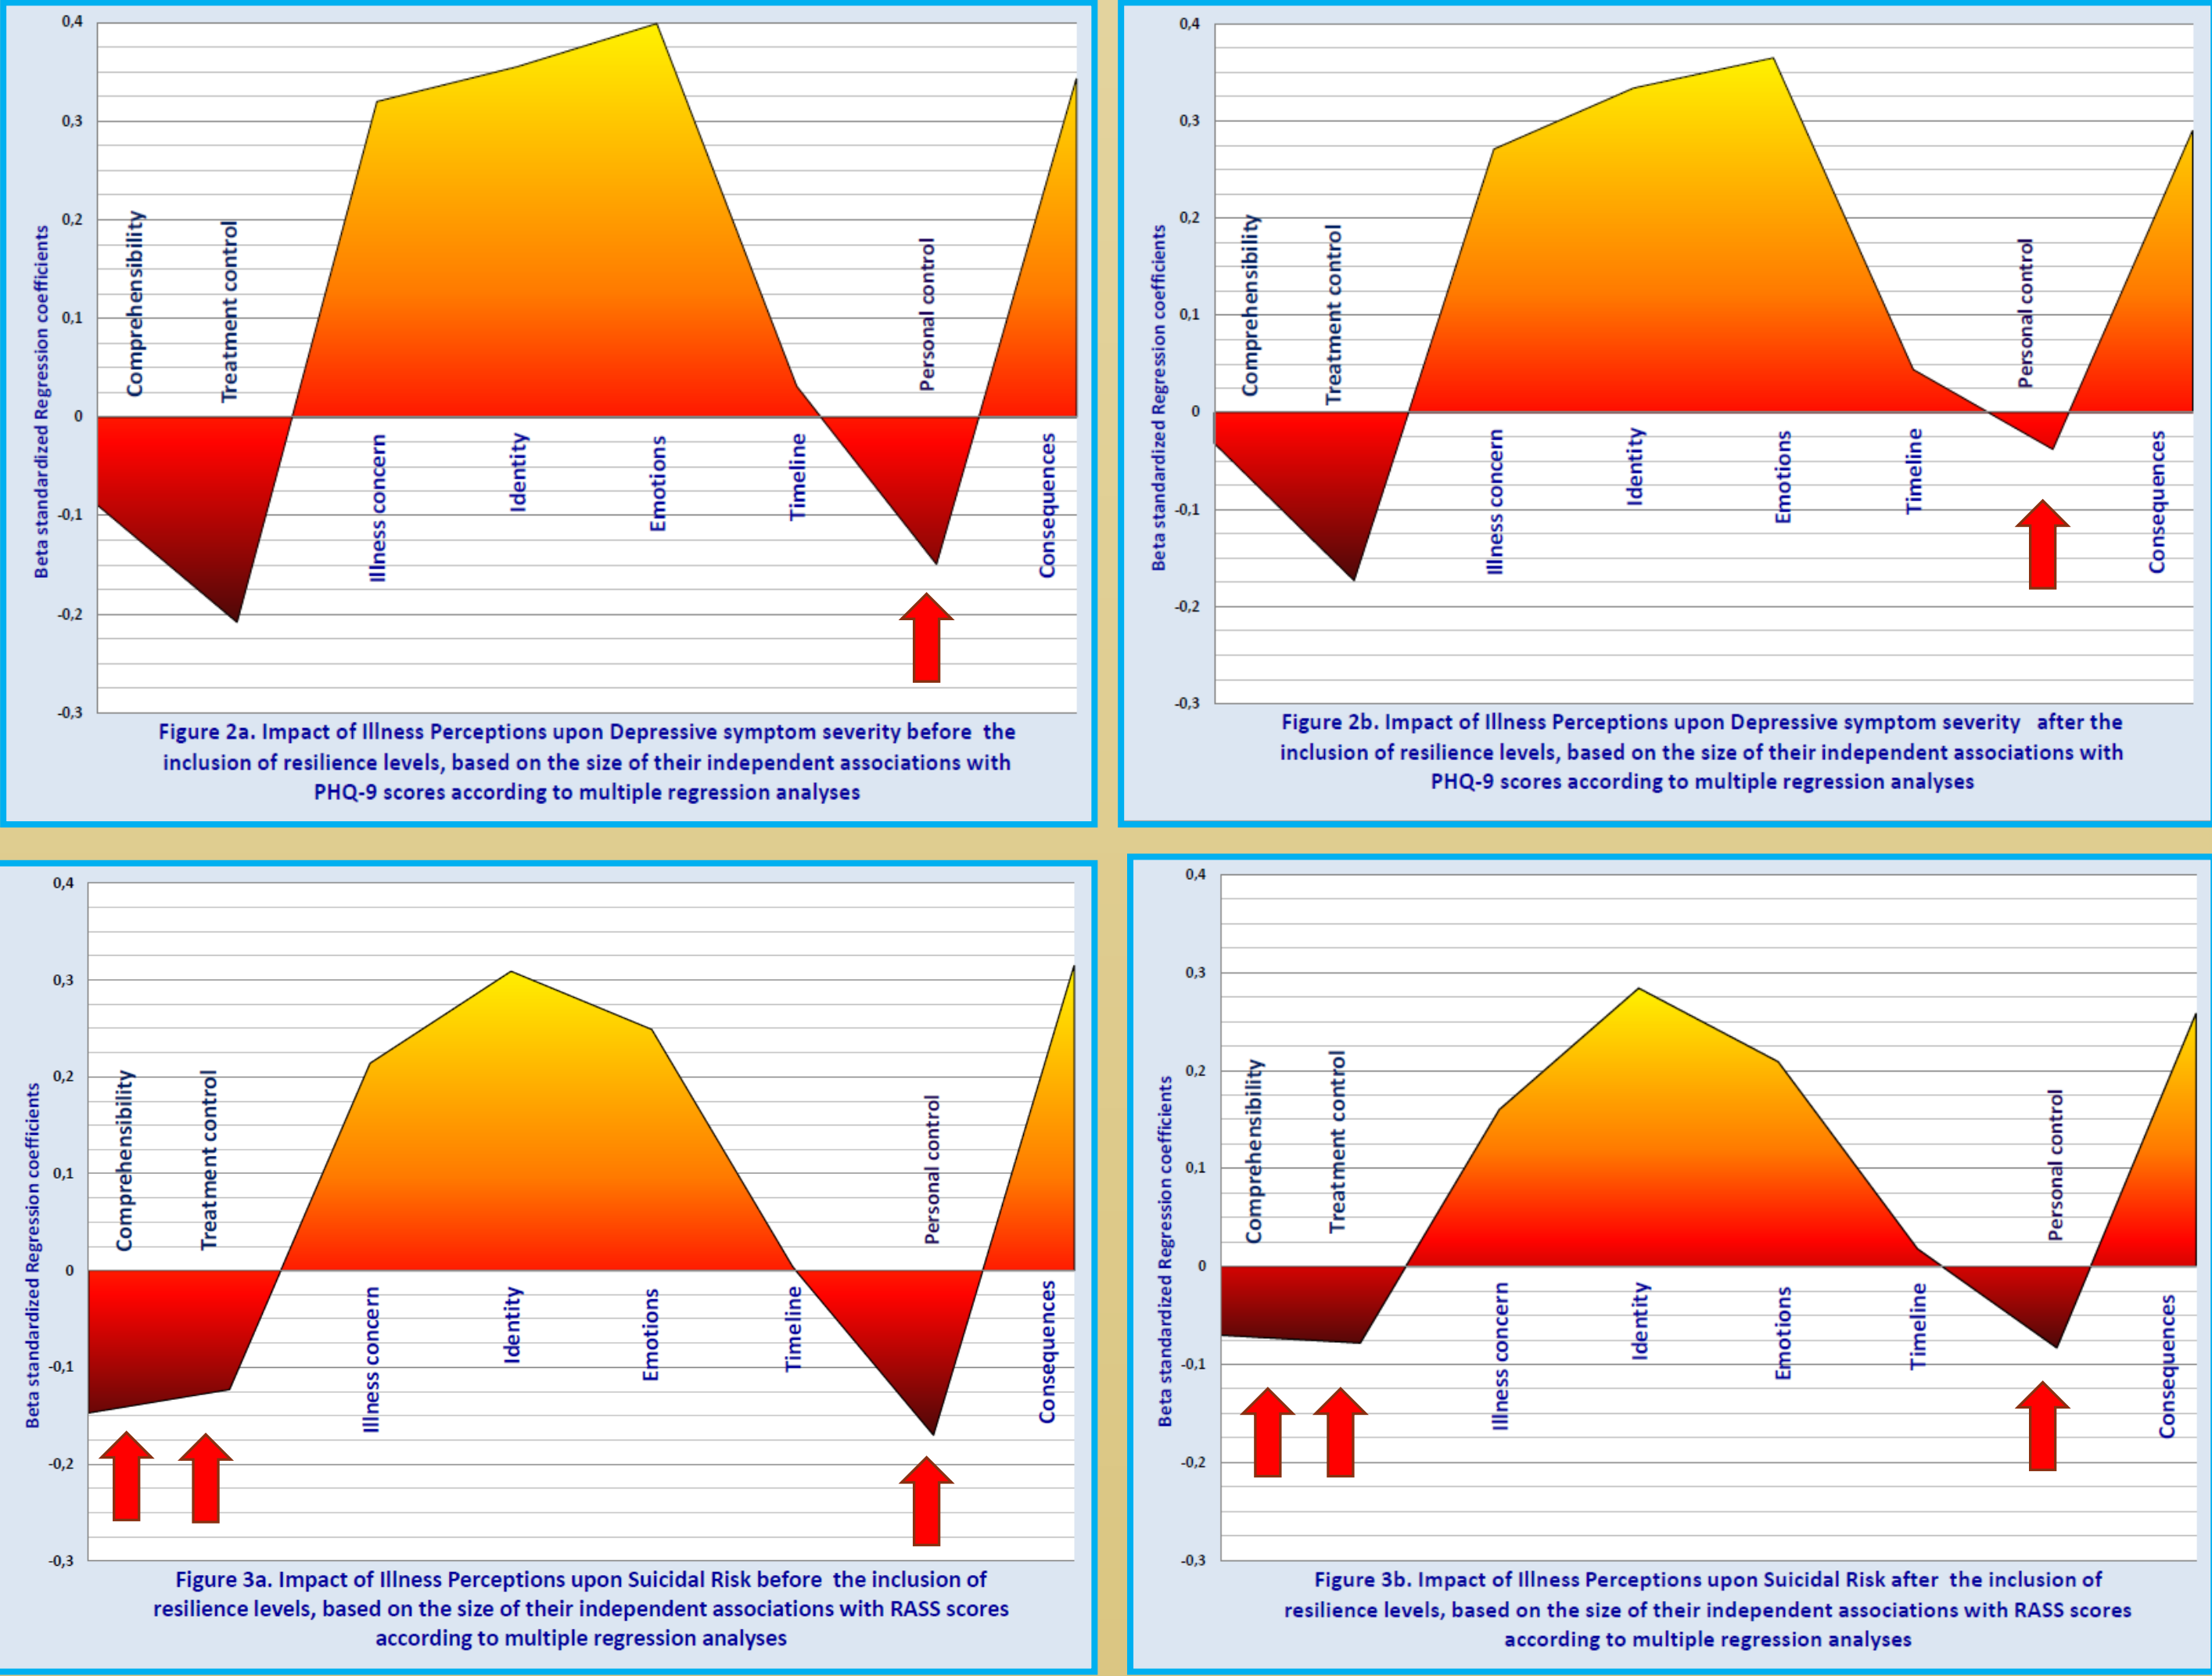 0,4
0,3
0,2
0,1
0
-0,1
-0,2
-0,3
Beta standardized Regression coefficients
Comprehensibility
Treatment control
Illness concern
Identity
Emotions
Timeline
Personal control
Consequences
Figure 2a. Impact of Illness Perceptions upon Depressive symptom severity before the
inclusion of resilience levels, based on the size of their independent associations with
PHQ-9 scores according to multiple regression analyses
0,4
0,3
0,2
0,1
0
-0,1
-0,2
-0,3
Beta standardized Regression coefficients
Comprehensibility
Treatment control
Illness concern
Identity
Emotions
Timeline
Personal control
Consequences
Figure 2b. Impact of Illness Perceptions upon Depressive symptom severity after the
inclusion of resilience levels, based on the size of their independent associations with
PHQ-9 scores according to multiple regression analyses
0,4
0,3
0,2
0,1
0
-0,1
-0,2
-0,3
Beta standardized Regression coefficients
Comprehensibility
Treatment control
Illness concern
Identity
Emotions
Timeline
Personal control
Consequences
Figure 3a. Impact of Illness Perceptions upon Suicidal Risk before the inclusion of
resilience levels, based on the size of their independent associations with RASS scores
according to multiple regression analyses
0,4
0,3
0,2
0,1
0
-0,1
-0,2
-0,3
Beta standardized Regression coefficients
Comprehensibility
Treatment control
Illness concern
Identity
Emotions
Timeline
Personal control
Consequences
Figure 3b. Impact of Illness Perceptions upon Suicidal Risk after the inclusion of
resilience levels, based on the size of their independent associations with RASS scores
according to multiple regression analyses